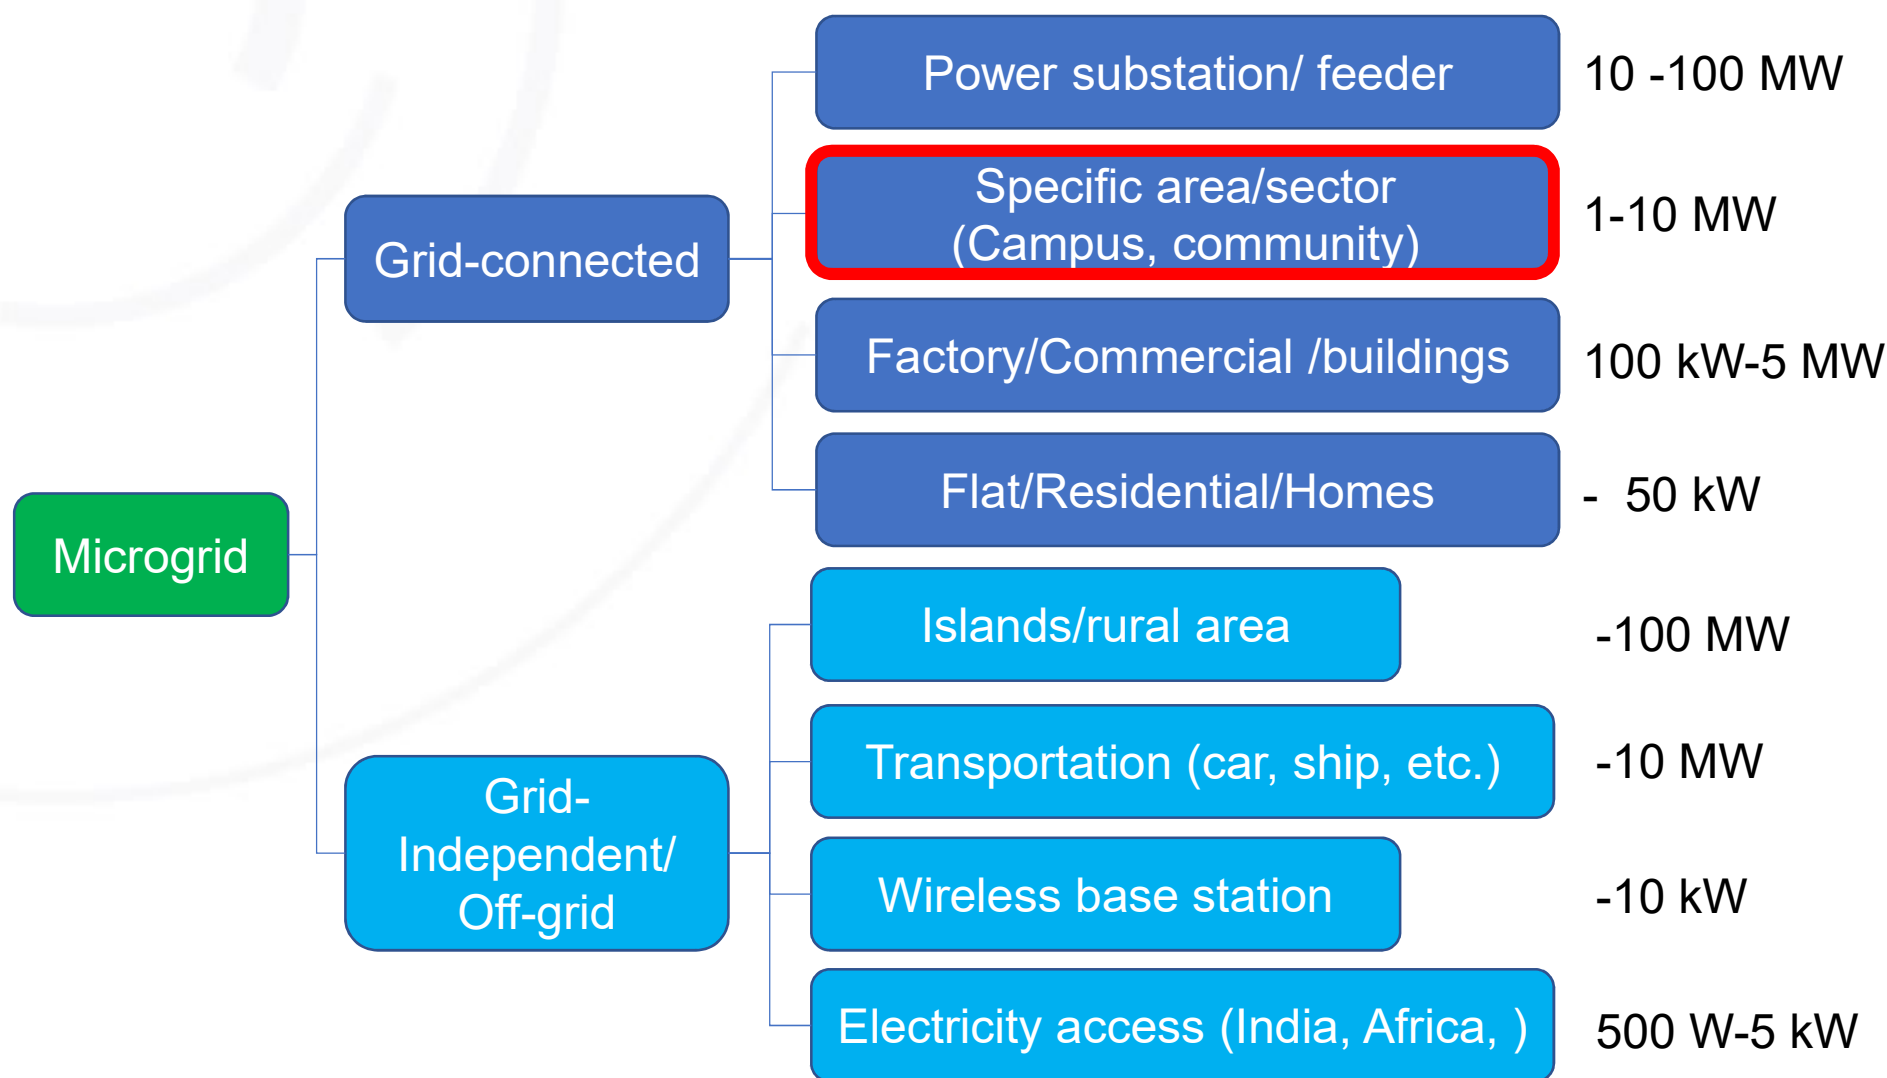 Power substation/ feeder
10 -100 MW
Specific area/sector
(Campus, community)
1-10 MW
Grid-connected
Factory/Commercial /buildings
100 kW-5 MW
Flat/Residential/Homes
- 50 kW
Microgrid
Islands/rural area
-100 MW
Transportation (car, ship, etc.)
-10 MW
Grid-
Independent/
Off-grid
Wireless base station
-10 kW
Electricity access (India, Africa, )
500 W-5 kW